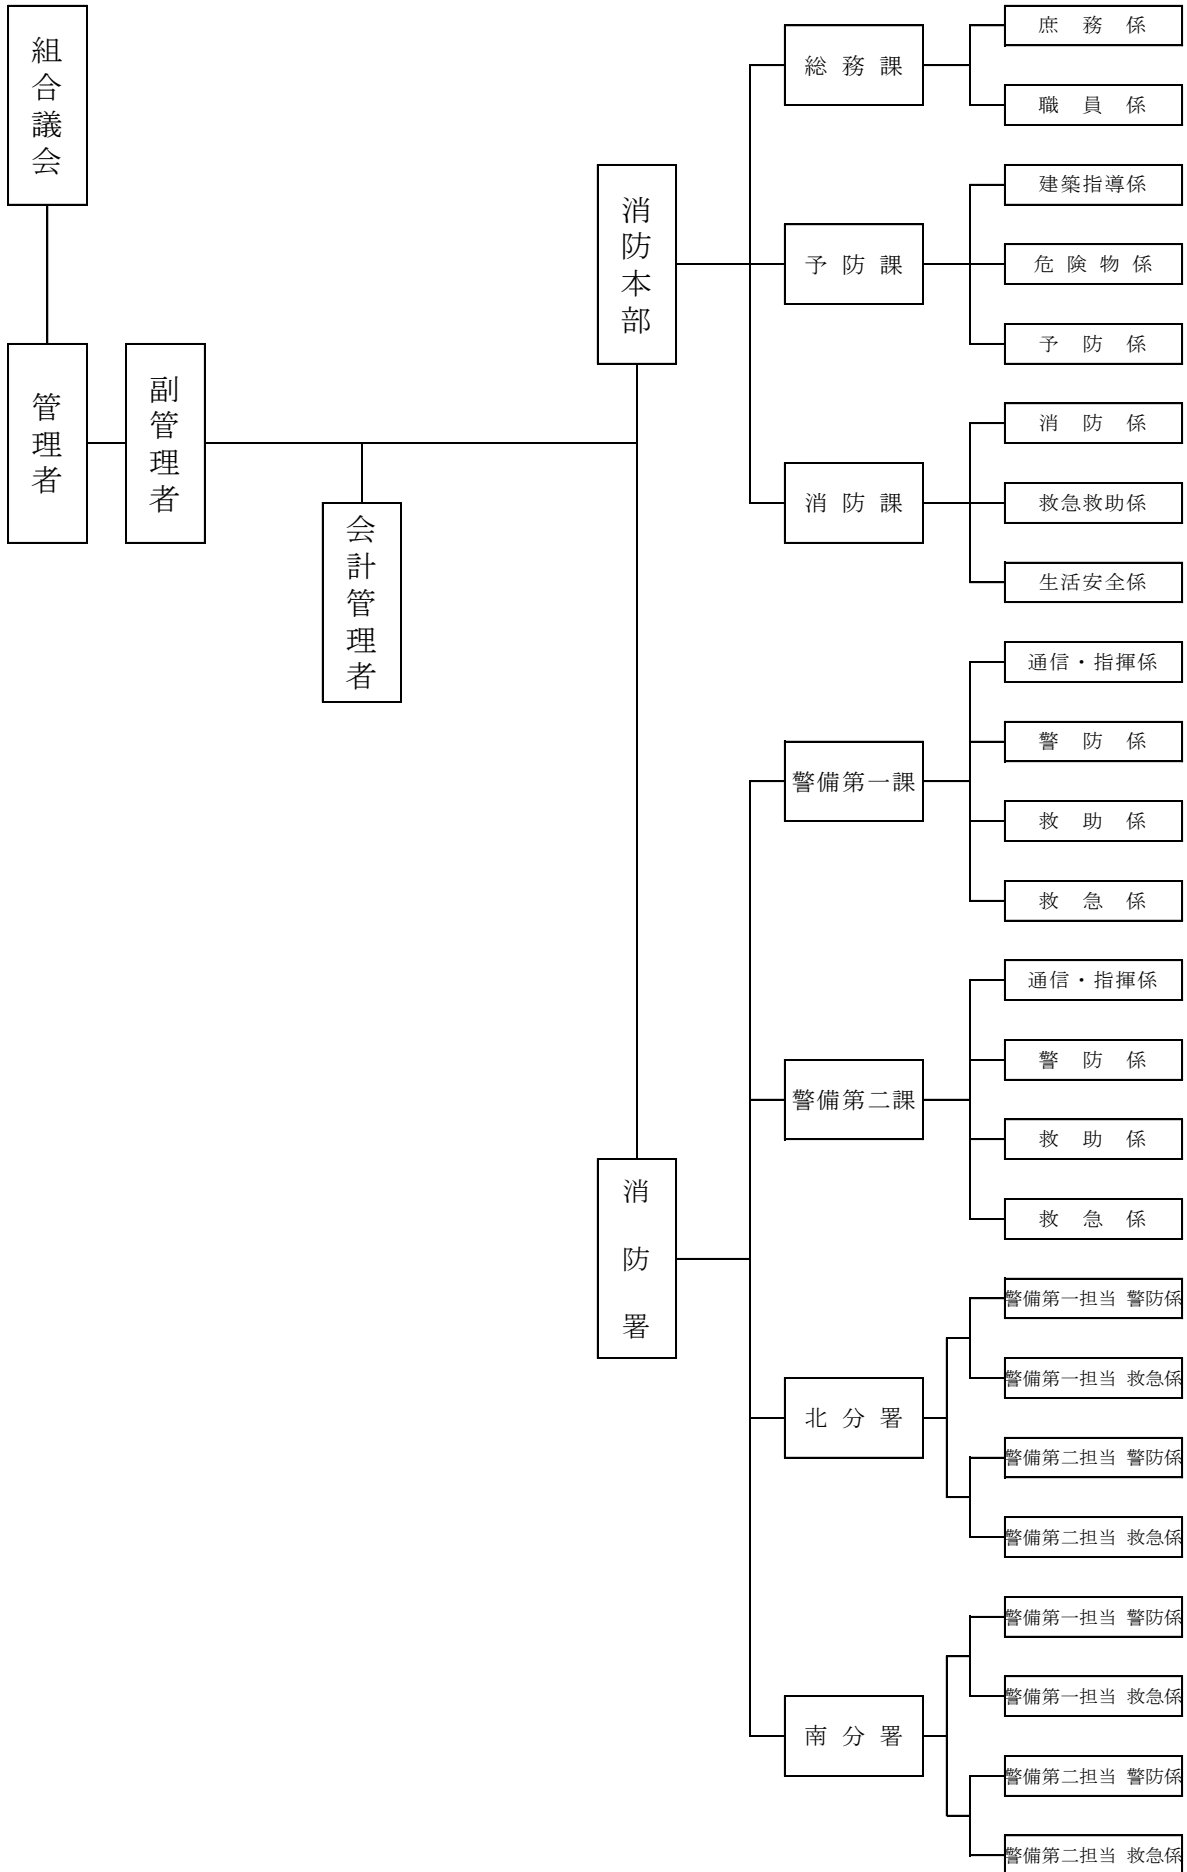 組合議会
管理者
副管理者
会計管理者
消防本部
総務課
庶務係
職員係
予防課
建築指導係
危険物係
予防係
消防課
消防係
救急救助係
生活安全係
消防署
警備第一課
通信・指揮係
警防係
救助係
救急係
警備第二課
通信・指揮係
警防係
救助係
救急係
北分署
警備第一担当 警防係
警備第一担当 救急係
警備第二担当 警防係
警備第二担当 救急係
南分署
警備第一担当 警防係
警備第一担当 救急係
警備第二担当 警防係
警備第二担当 救急係